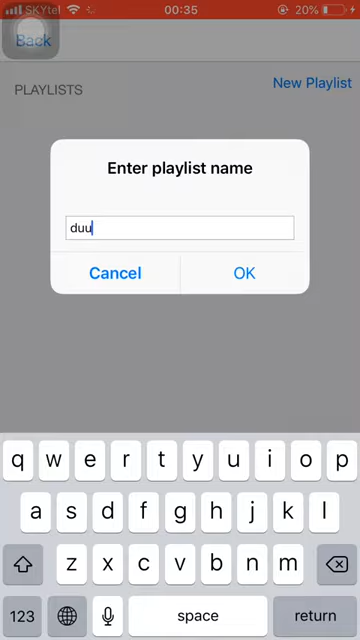 SKYtel 00:35 20%
Back
PLAYLISTS New Playlist
Enter playlist name
duu
Cancel OK
q w e r t y u i o p
a s d f g h j k l
z x c v b n m
123 space return